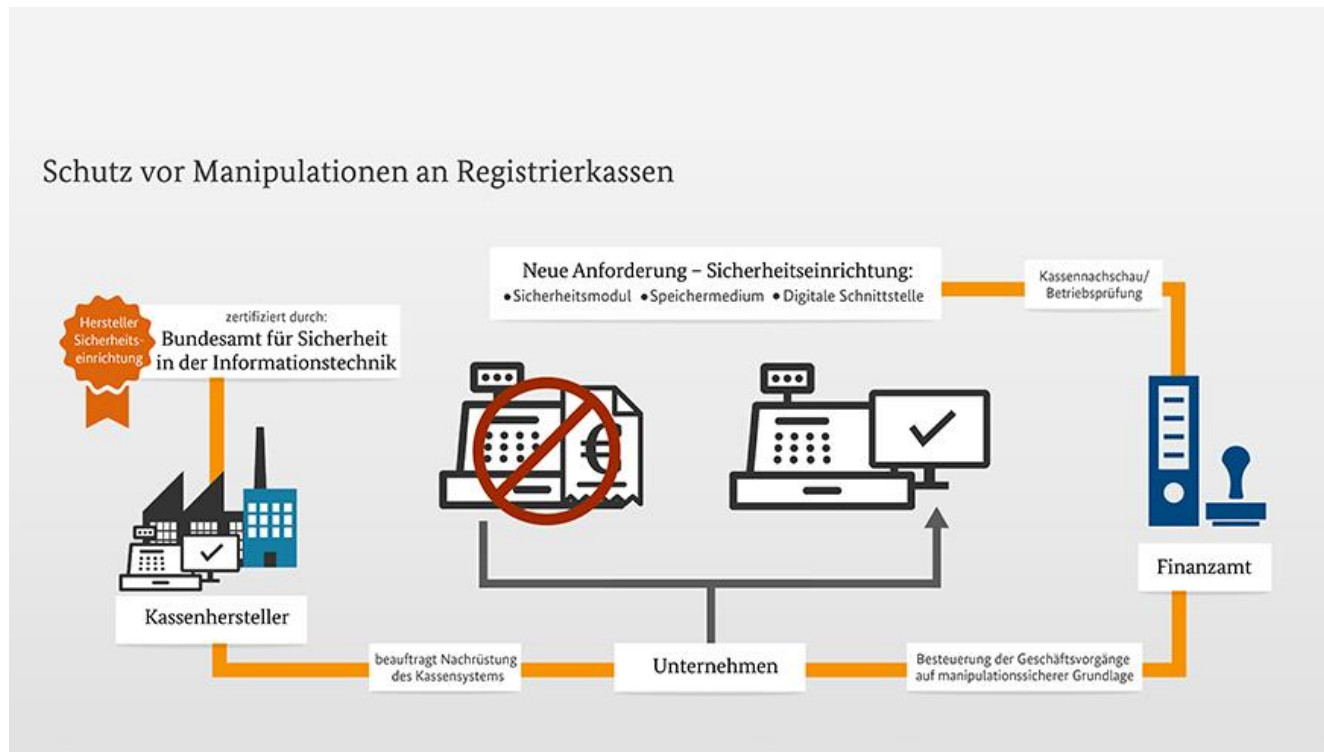 Schutz vor Manipulationen an Registrierkassen
Neue Anforderung – Sicherheitseinrichtung:
• Sicherheitsmodul • Speichermedium • Digitale Schnittstelle
Kassennachschau/
Betriebsprüfung
Hersteller
Sicherheits-
einrichtung
zertifiziert durch:
Bundesamt für Sicherheit
in der Informationstechnik
€
Kassenhersteller
Finanzamt
beauftragt Nachrüstung
des Kassensystems
Unternehmen
Besteuerung der Geschäftsvorgänge
auf manipulationssicherer Grundlage